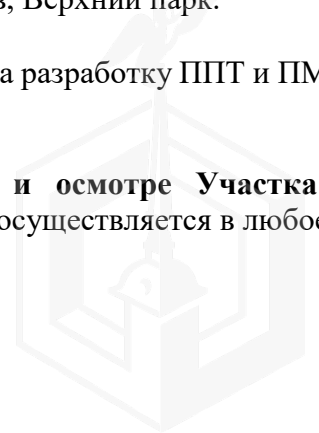 Верхний парк.
а разработку ППТ и ПМ
и осмотре Участка
осуществляется в любое